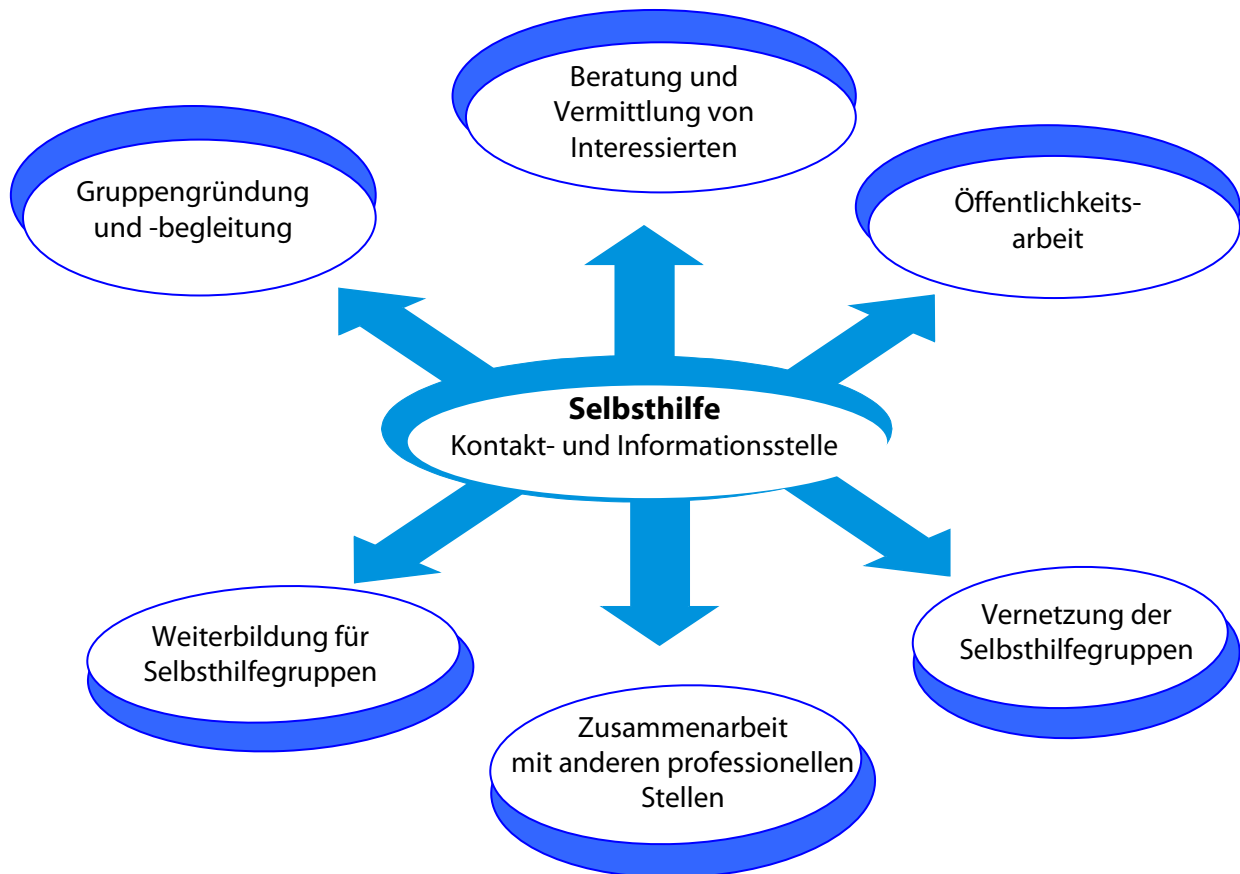 Beratung und
Vermittlung von
Interessierten
Gruppengründung
und -begleitung
Öffentlichkeits-
arbeit
Selbsthilfe
Kontakt- und Informationsstelle
Weiterbildung für
Selbsthilfegruppen
Vernetzung der
Selbsthilfegruppen
Zusammenarbeit
mit anderen professionellen
Stellen